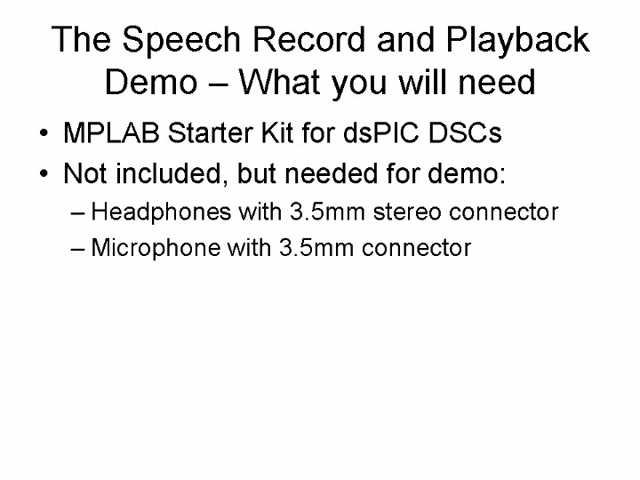 The Speech Record and Playback
Demo – What you will need
• MPLAB Starter Kit for dsPIC DSCs
• Not included, but needed for demo:
– Headphones with 3.5mm stereo connector
– Microphone with 3.5mm connector